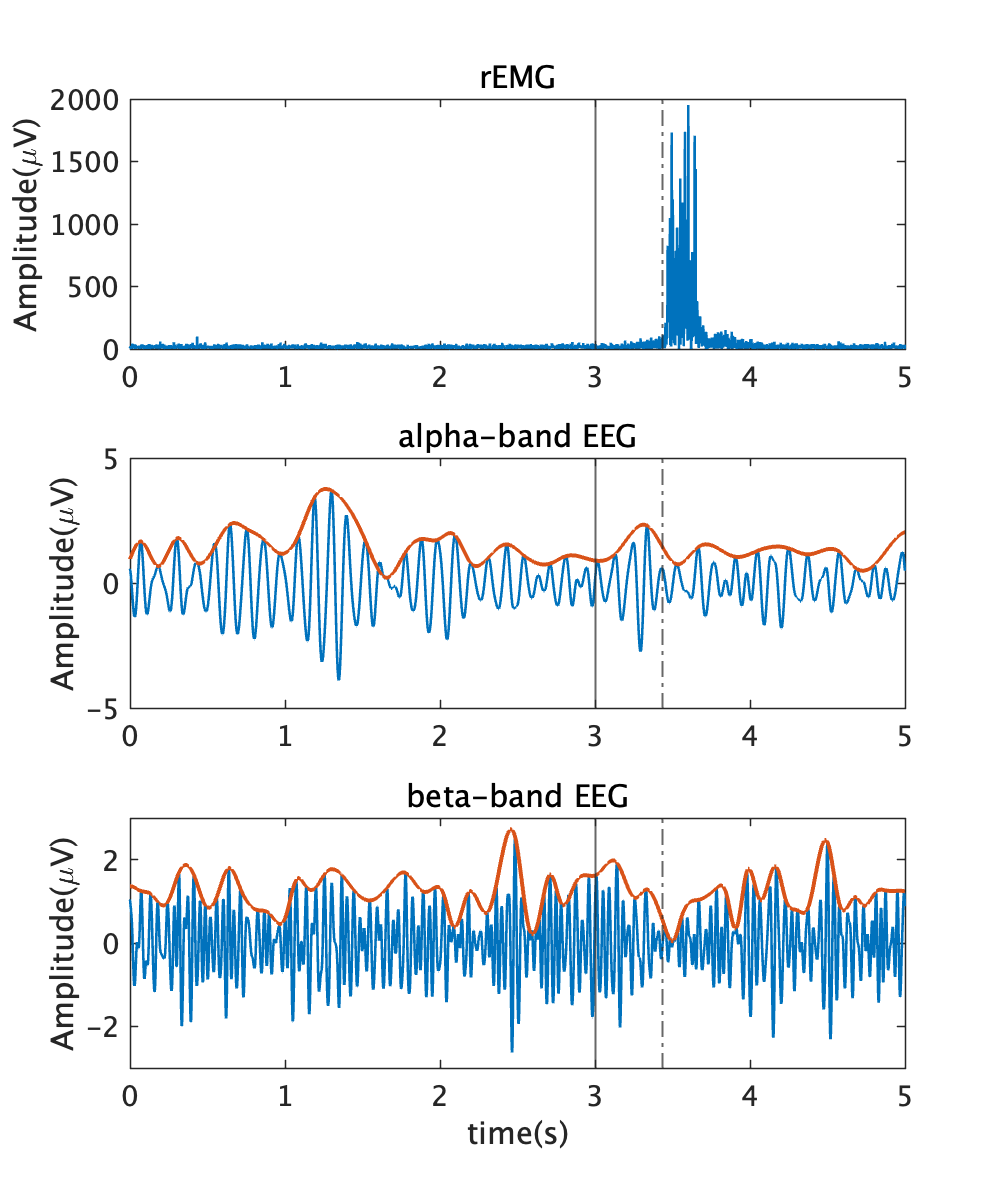 rEMG
Amplitude(μV)
2000
1500
1000
500
0
0 1 2 3 4 5
alpha-band EEG
Amplitude(μV)
5
0
−5
0 1 2 3 4 5
beta-band EEG
Amplitude(μV)
2
0
−2
0 1 2 3 4 5
time(s)